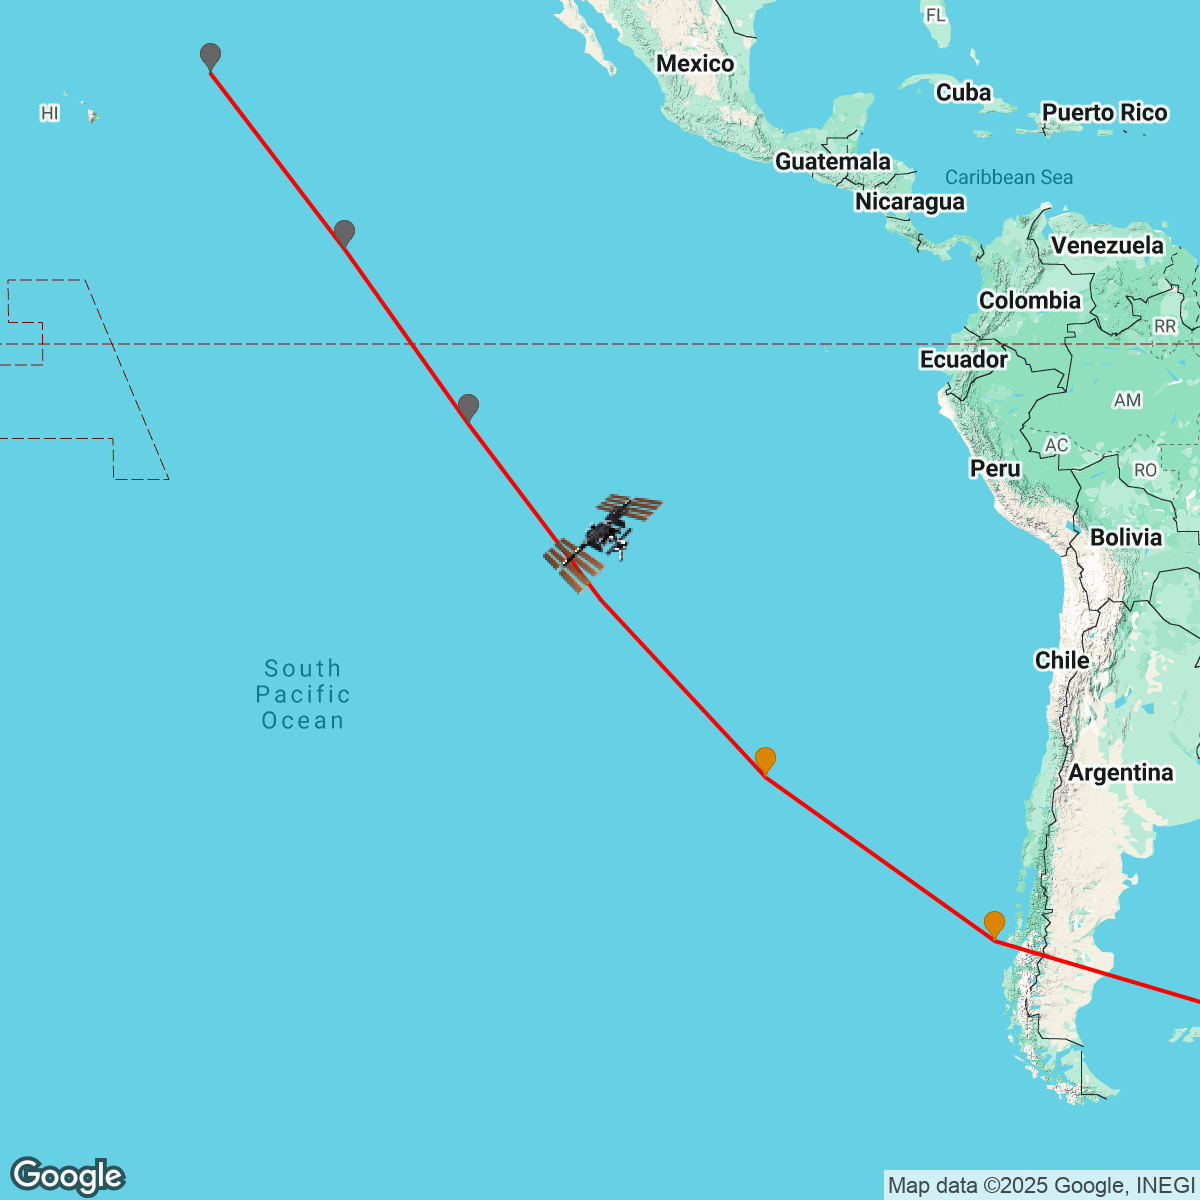 FL
Mexico
Cuba
HI
Puerto Rico
Guatemala
Caribbean Sea
Nicaragua
Venezuela
Colombia
RR
Ecuador
AM
AC
Peru
RO
Bolivia
Chile
South
Pacific
Ocean
Argentina
Google
Map data ©2025 Google, INEGI